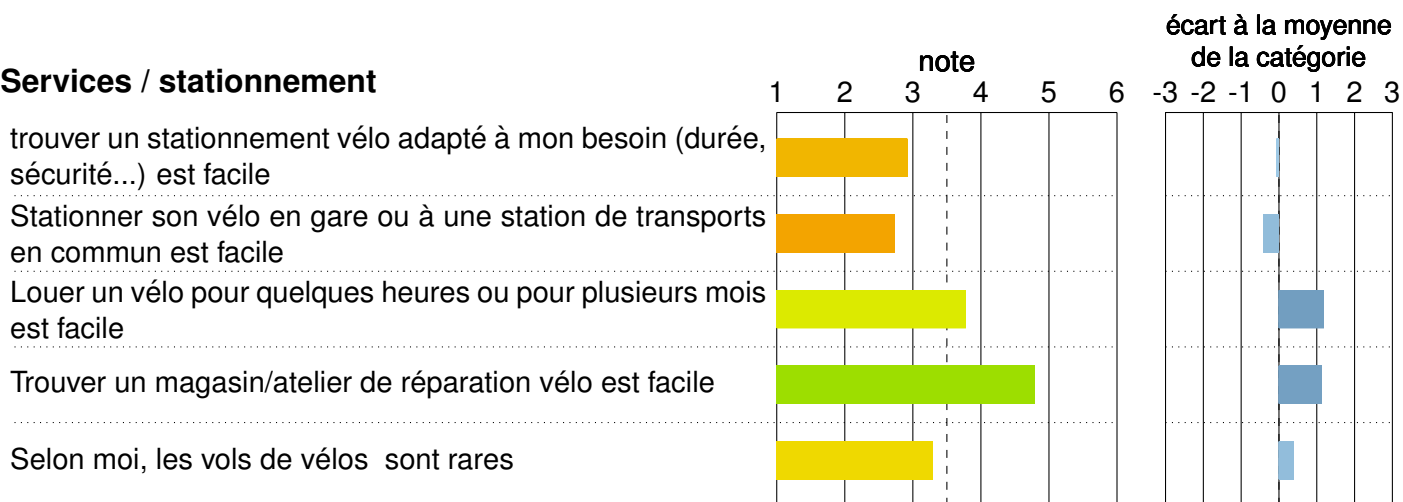 écart à la moyenne
de la catégorie
note
Services / stationnement
1 2 3 4 5 6
-3 -2 -1 0 1 2 3
trouver un stationnement vélo adapté à mon besoin (durée,
sécurité...) est facile
Stationner son vélo en gare ou à une station de transports
en commun est facile
Louer un vélo pour quelques heures ou pour plusieurs mois
est facile
Trouver un magasin/atelier de réparation vélo est facile
Selon moi, les vols de vélos sont rares